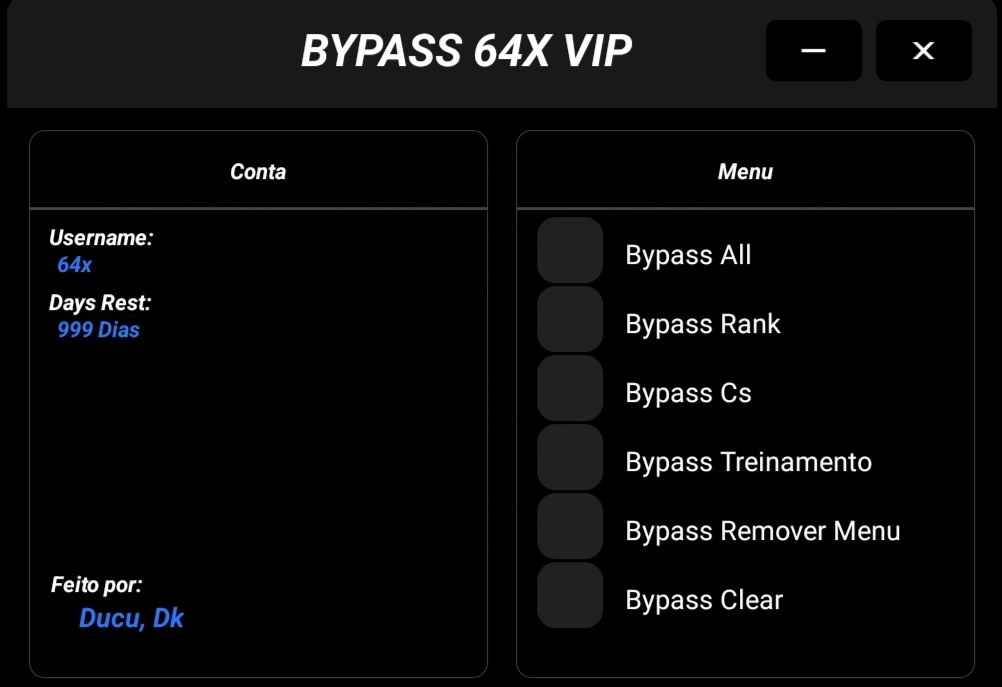 BYPASS 64X VIP
Conta
Username:
64x
Days Rest:
999 Dias
Feito por:
Ducu, Dk
Menu
Bypass All
Bypass Rank
Bypass Cs
Bypass Treinamento
Bypass Remover Menu
Bypass Clear